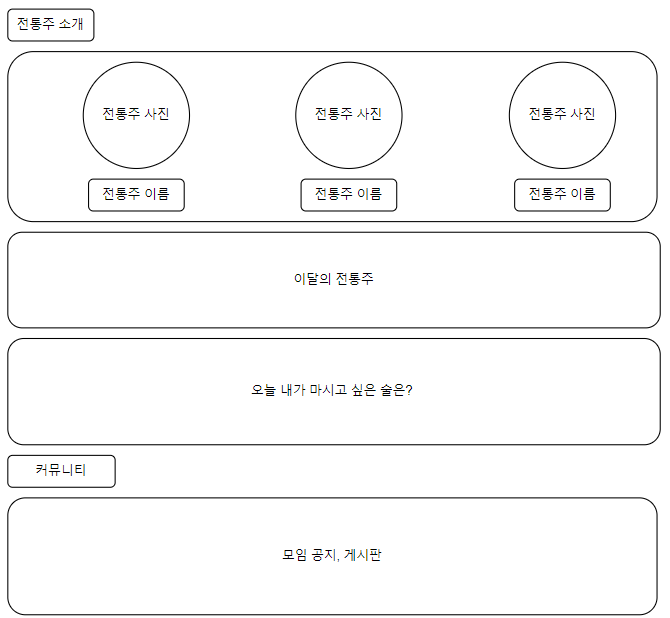 전통주 소개
전통주 사진 전통주 사진 전통주 사진
전통주 이름 전통주 이름 전통주 이름
이달의 전통주
오늘 내가 마시고 싶은 술은?
커뮤니티
모임 공지, 게시판